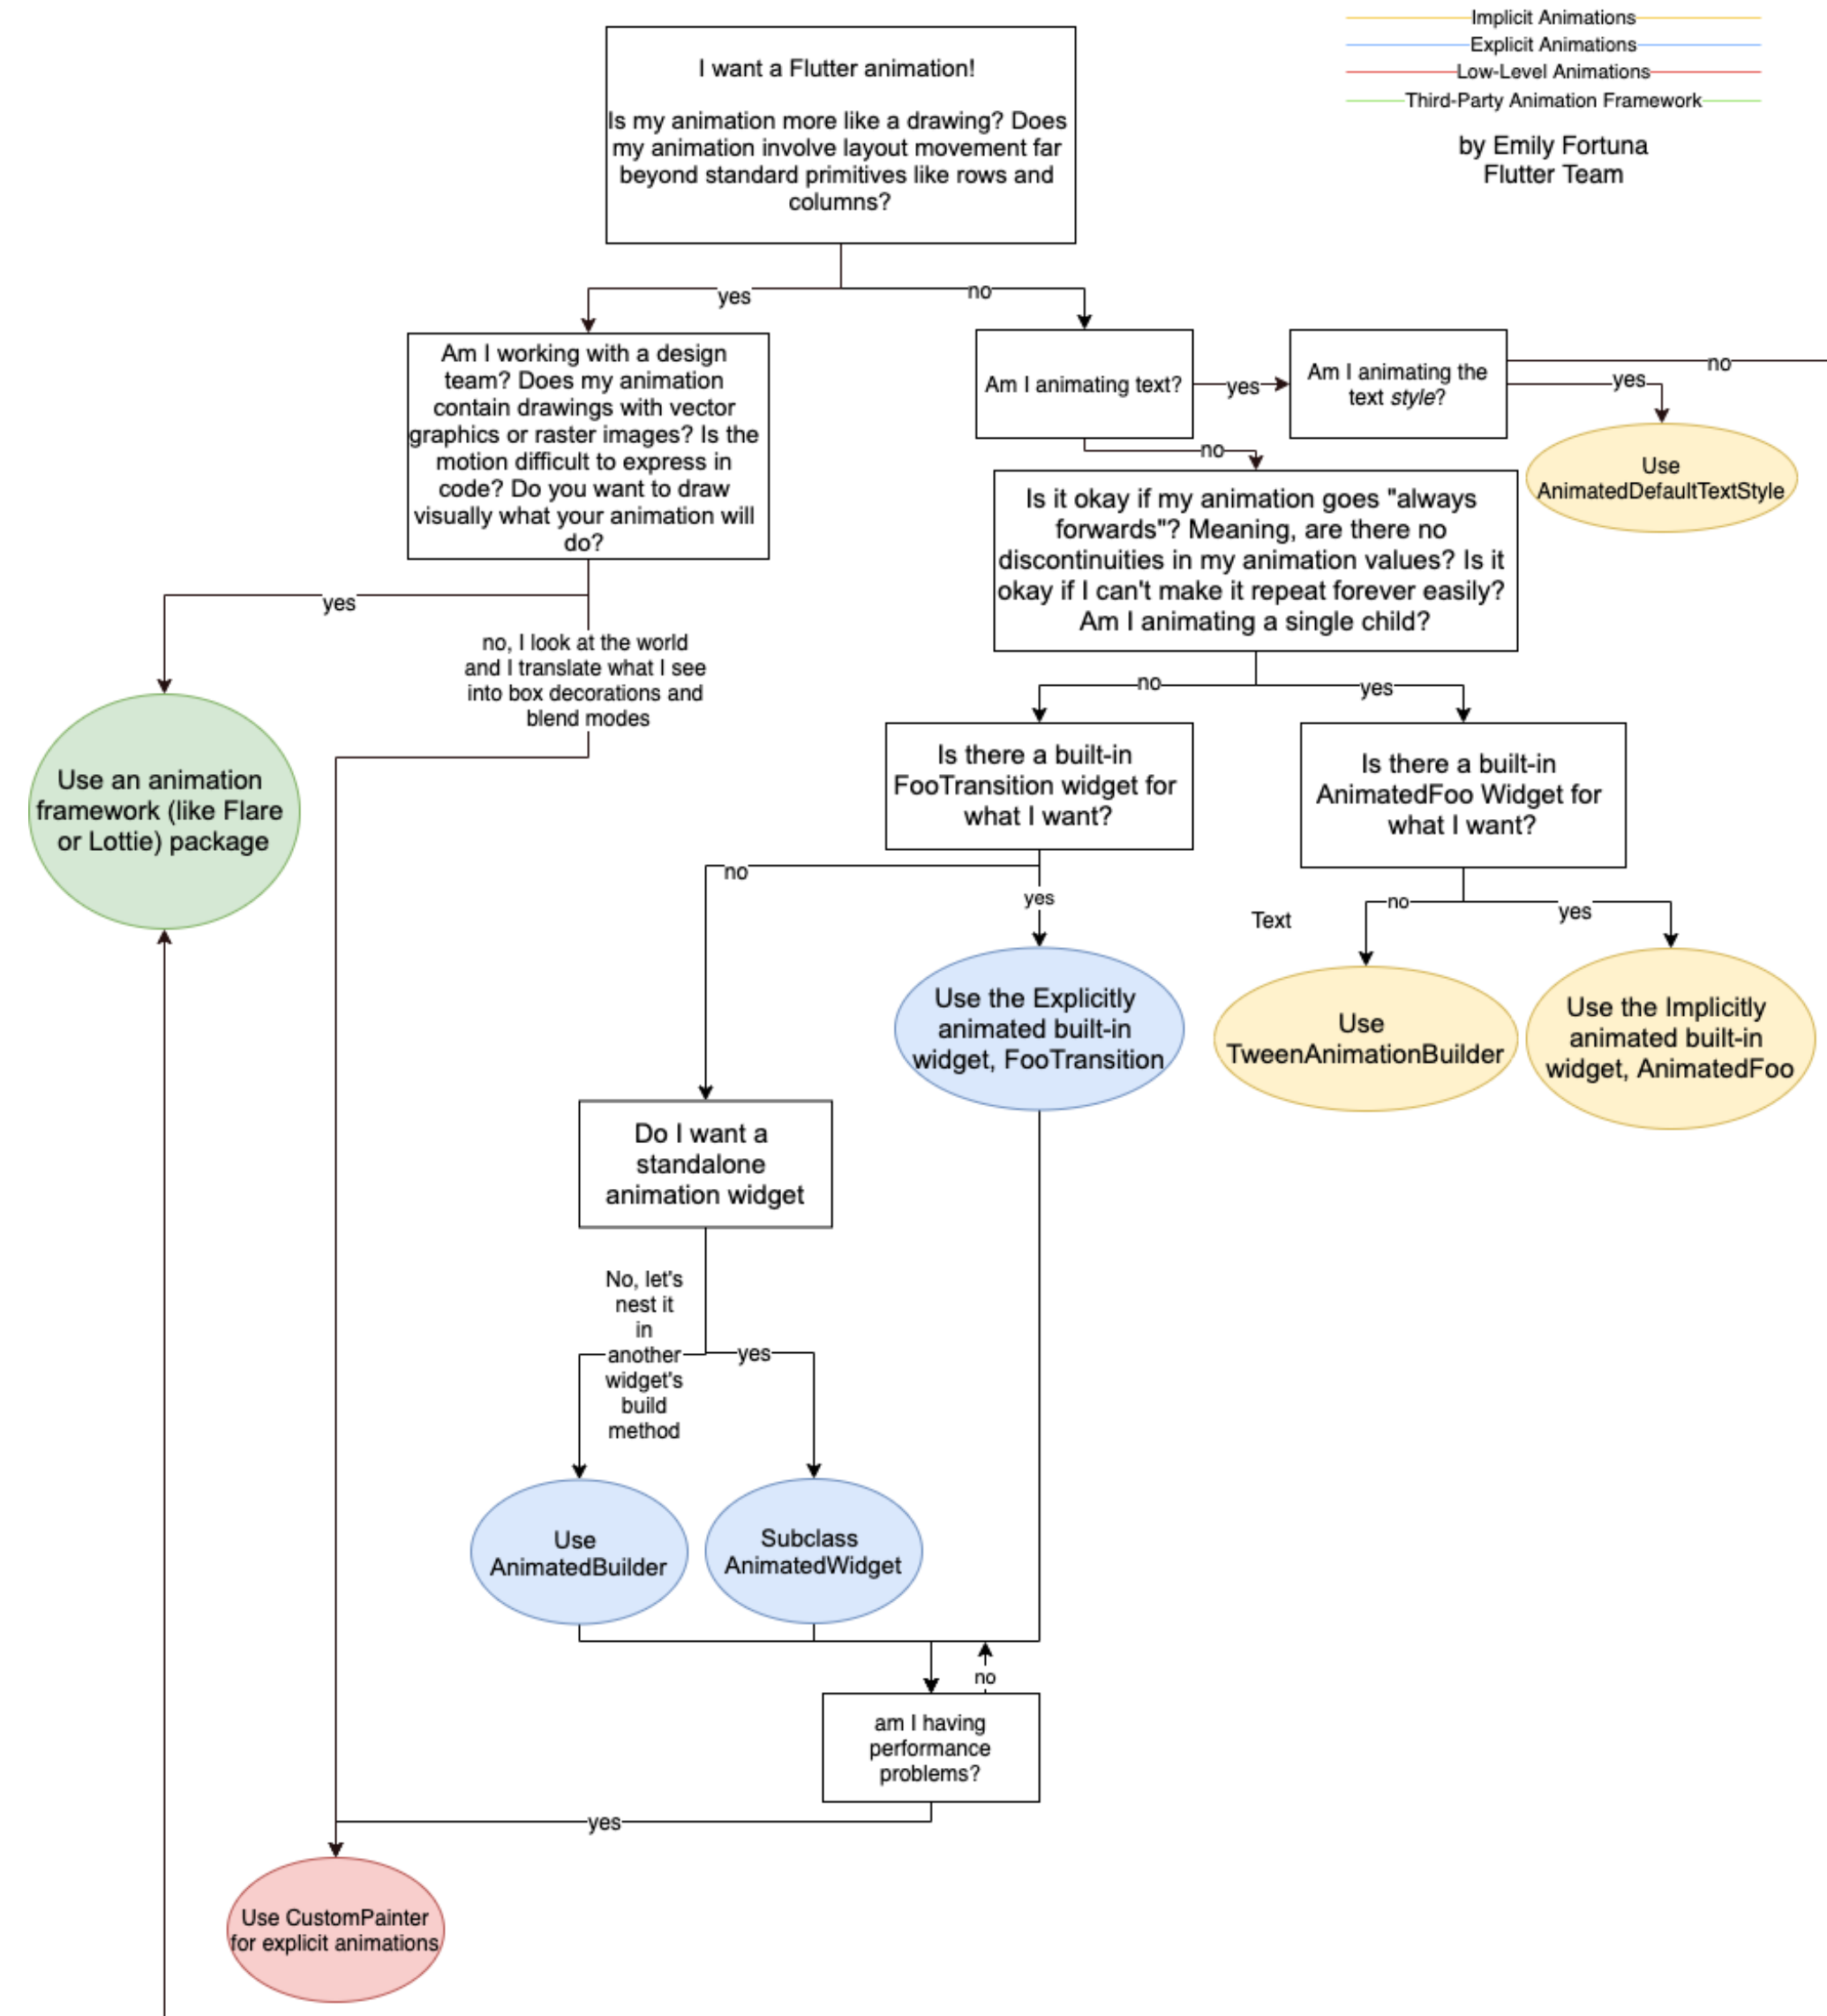 Implicit Animations
Explicit Animations
Low-Level Animations
Third-Party Animation Framework
by Emily Fortuna
Flutter Team
I want a Flutter animation!
Is my animation more like a drawing? Does
my animation involve layout movement far
beyond standard primitives like rows and
columns?
yes
no
Am I working with a design
team? Does my animation
contain drawings with vector
graphics or raster images? Is the
motion difficult to express in
code? Do you want to draw
visually what your animation will
do?
Am I animating text?
yes
Am I animating the
text style?
no
yes
Use
AnimatedDefaultTextStyle
no
Is it okay if my animation goes "always
forwards"? Meaning, are there no
discontinuities in my animation values? Is it
okay if I can't make it repeat forever easily?
Am I animating a single child?
yes
no, I look at the world
and I translate what I see
into box decorations and
blend modes
no
yes
Use an animation
framework (like Flare
or Lottie) package
Is there a built-in
FooTransition widget for
what I want?
Is there a built-in
AnimatedFoo Widget for
what I want?
no
yes
Text
no
yes
Use the Explicitly
animated built-in
widget, FooTransition
Use
TweenAnimationBuilder
Use the Implicitly
animated built-in
widget, AnimatedFoo
Do I want a
standalone
animation widget
No, let's
nest it
in
another
widget's
build
method
yes
Use
AnimatedBuilder
Subclass
AnimatedWidget
no
am I having
performance
problems?
yes
Use CustomPainter
for explicit animations